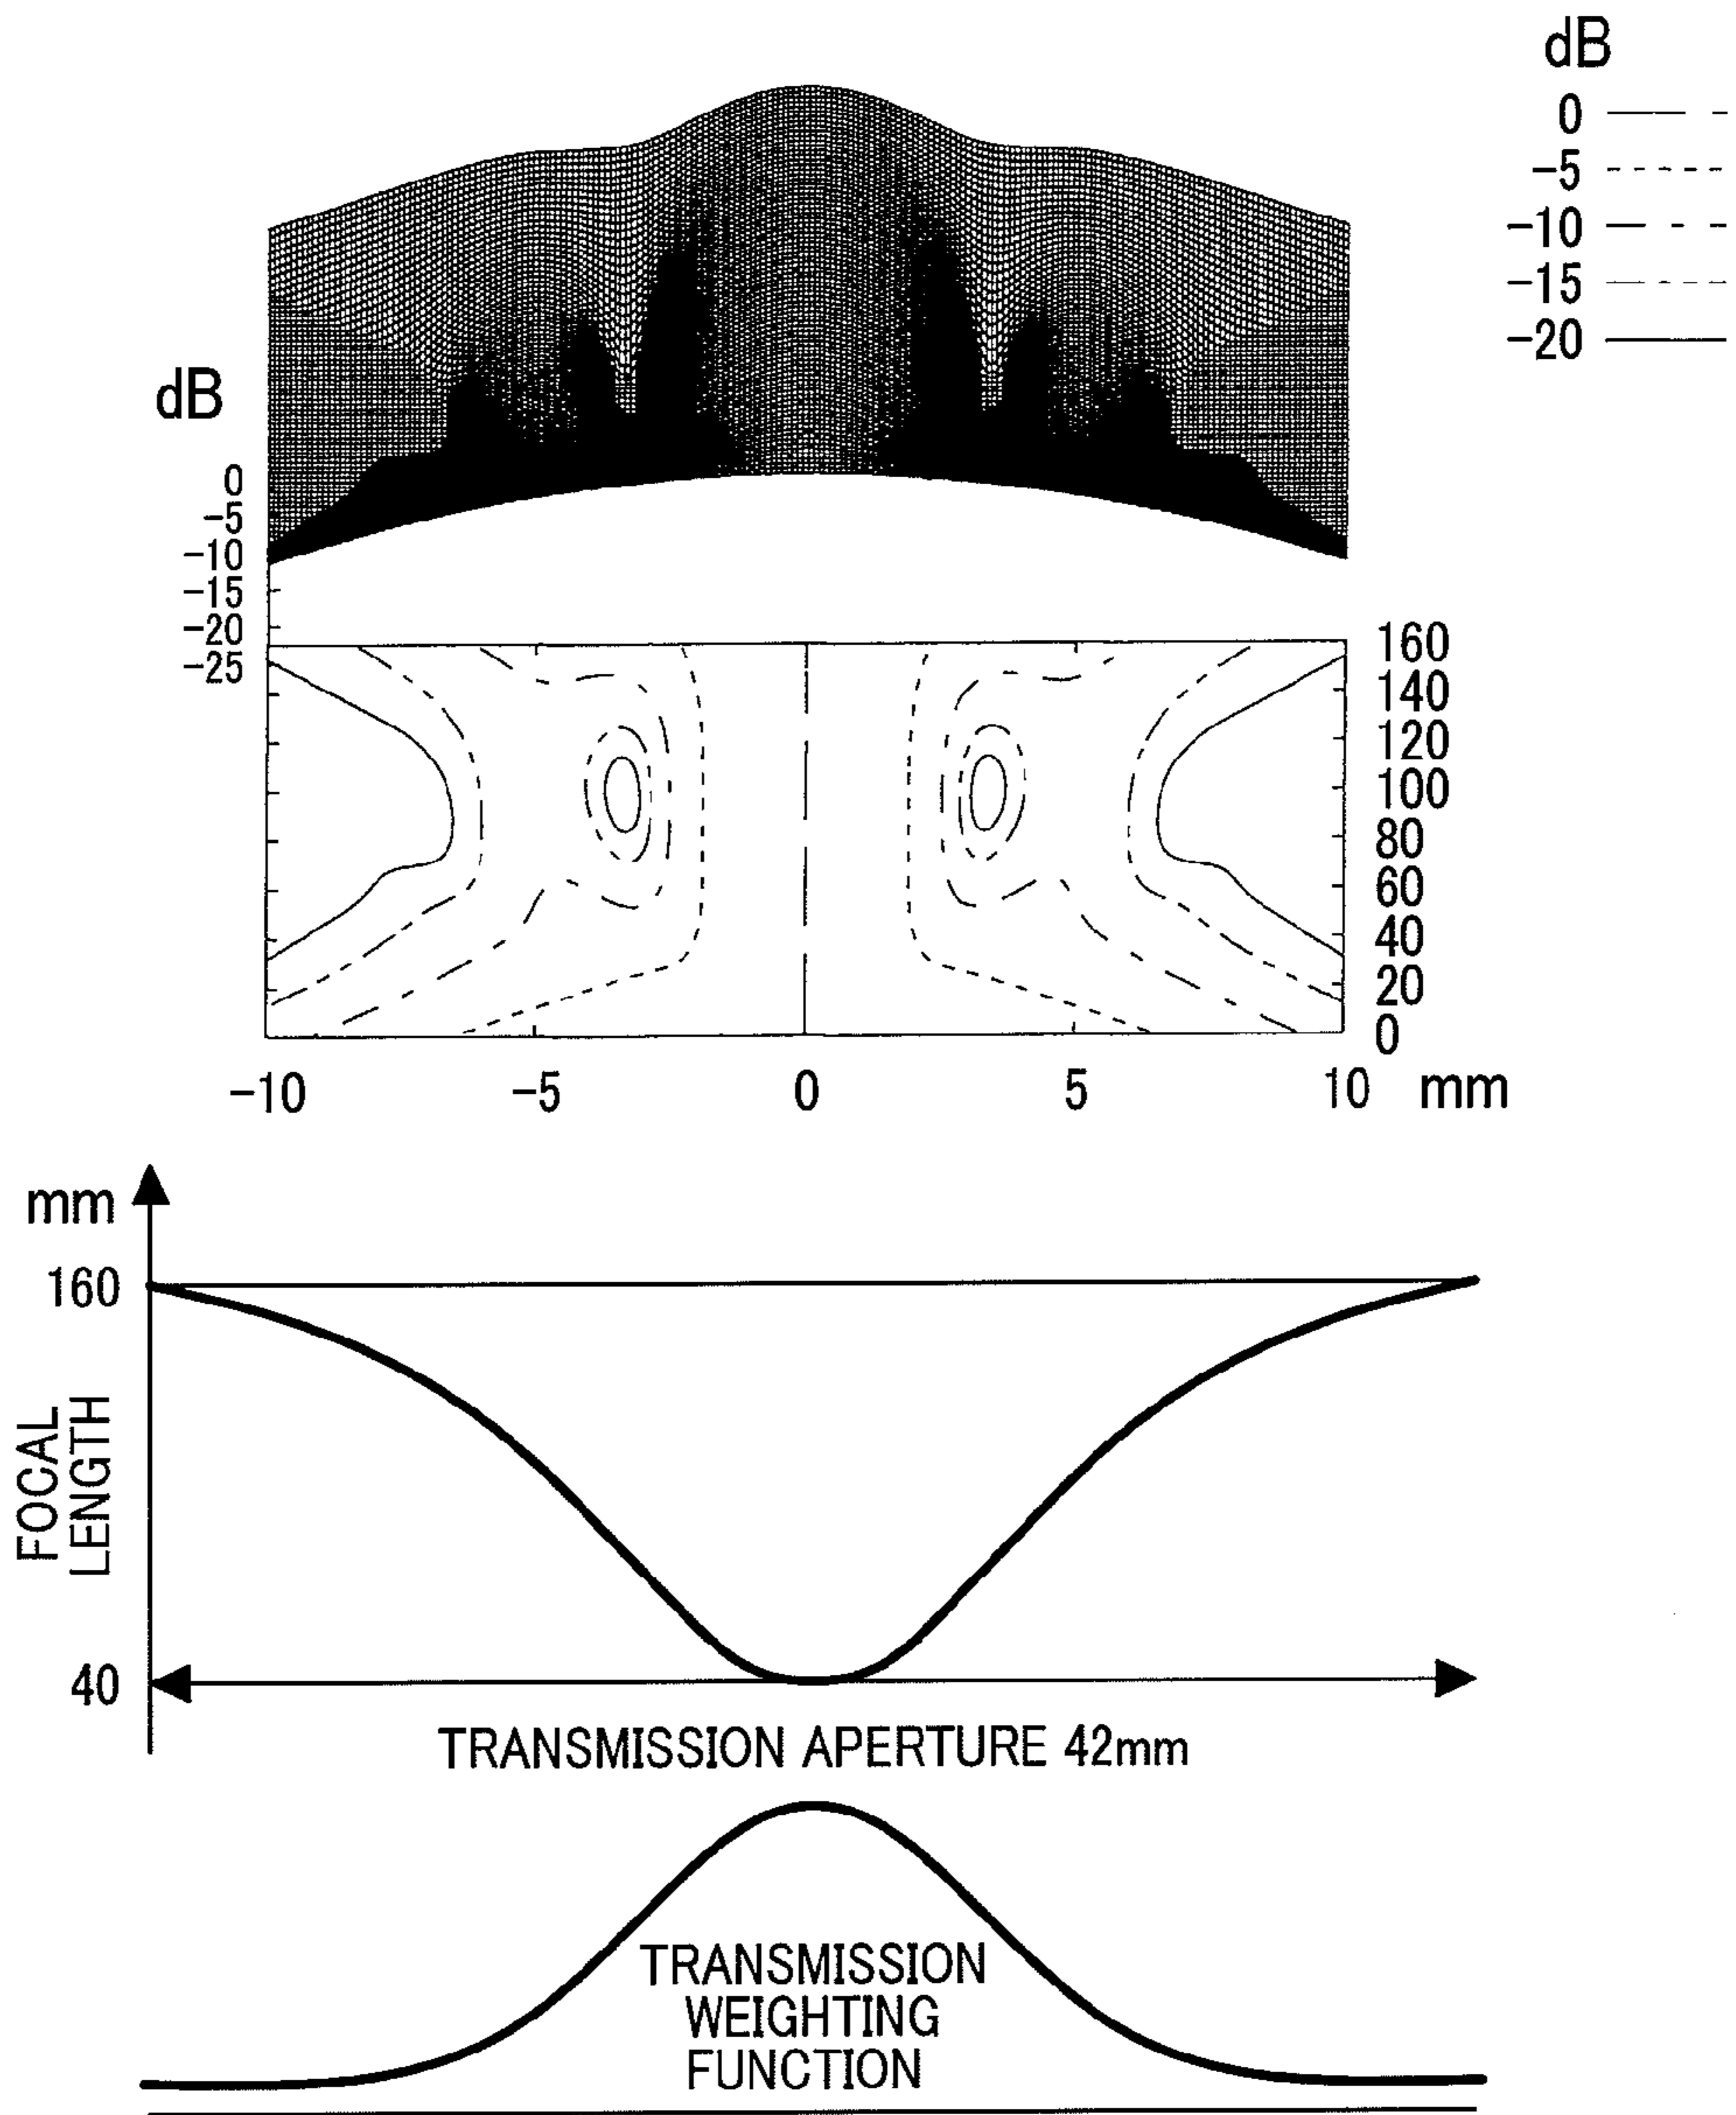 dB
0
-5
-10
-15
-20
dB
0
-5
-10
-15
-20
-25
160
140
120
100
80
60
40
20
0
-10 -5 0 5 10 mm
mm
160
FOCAL
LENGTH
40
TRANSMISSION APERTURE 42mm
TRANSMISSION
WEIGHTING
FUNCTION